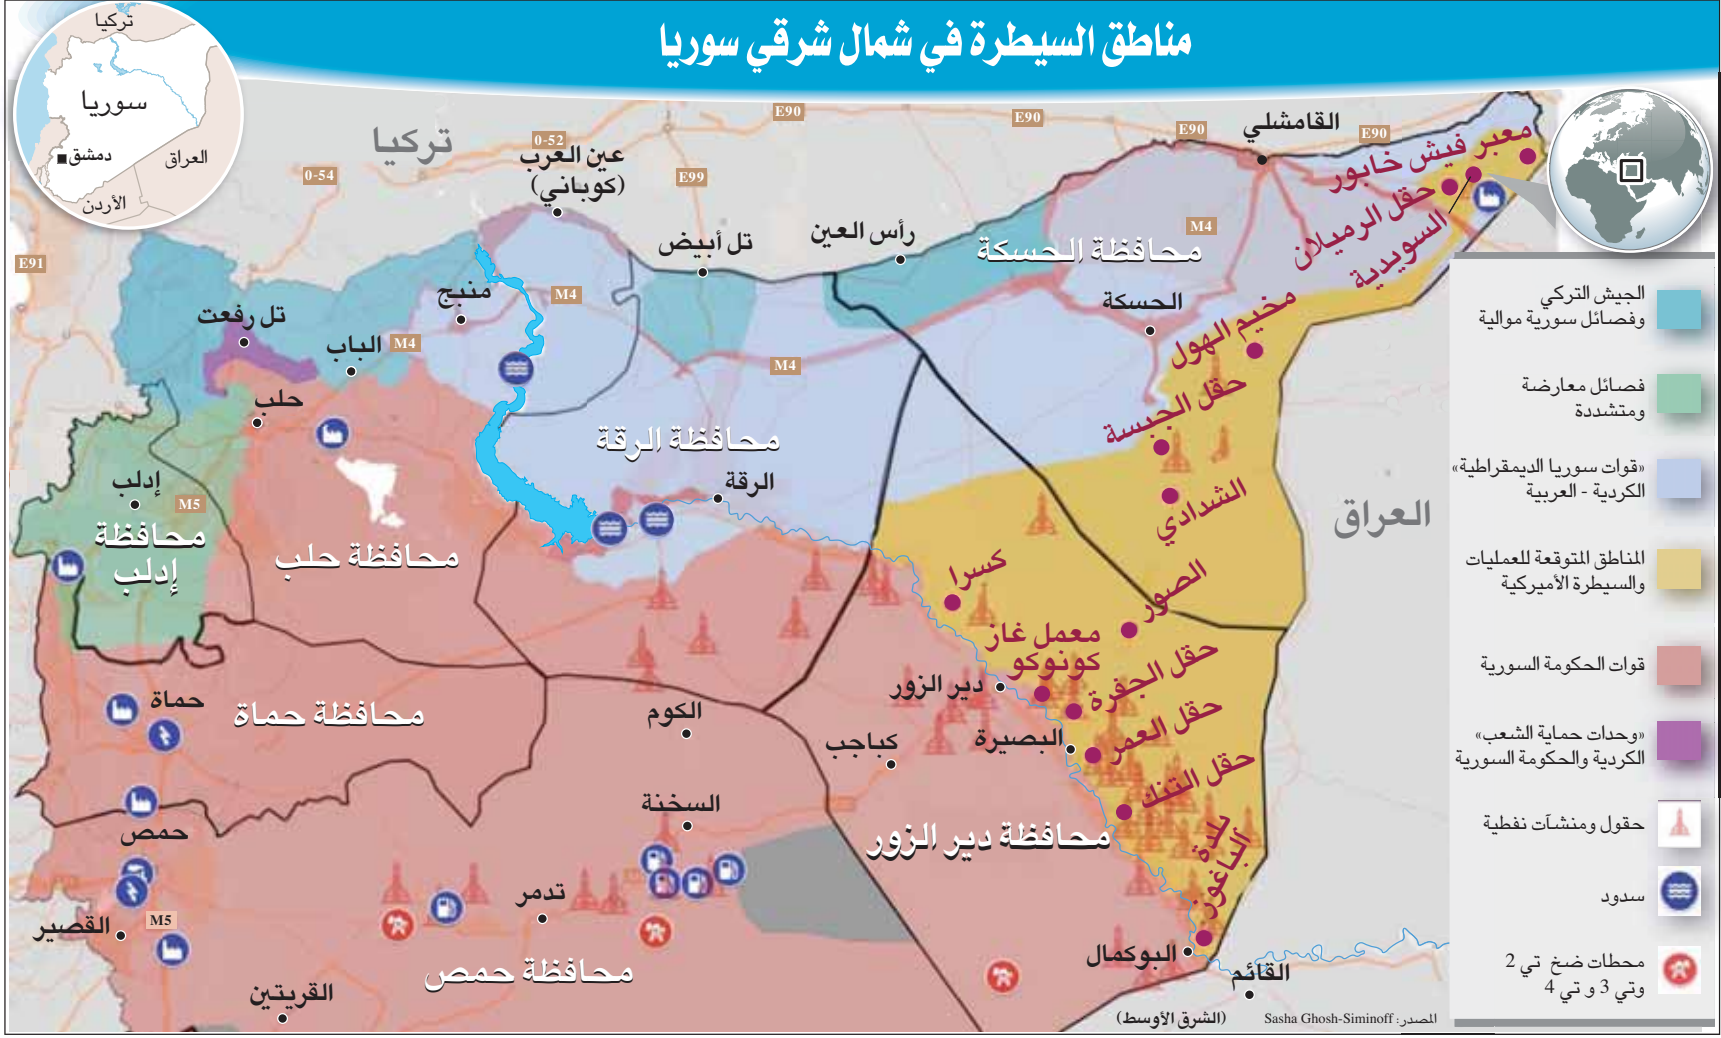 مناطق السيطرة في شمال شرقي سوريا
تركيا
سوريا
دمشق
العراق
الأردن
تركيا
العراق
E90
E90
E90
E90
0-52
0-54
E99
E91
M4
M4
M4
M4
M5
M5
القامشلي
عين العرب
(كوباني)
تل أبيض
رأس العين
منبج
تل رفعت
الباب
حلب
إدلب
الحسكة
الرقة
محافظة الحسكة
محافظة الرقة
محافظة حلب
محافظة
إدلب
محافظة حماة
محافظة حمص
محافظة دير الزور
معبر فيش خابور
حقل الرميلان
السويدية
مخيم الهول
حقل الجبسة
الشدادي
الصور
كسرا
معمل غاز
كونوكو
حقل الجفرة
حقل العمر
حقل التنك
بلدة
الباغوز
دير الزور
البصيرة
الكوم
كباجب
السخنة
تدمر
حماة
حمص
القصير
القريتين
البوكمال
القائم
الجيش التركي
وفصائل سورية موالية
فصائل معارضة
ومتشددة
«قوات سوريا الديمقراطية»
الكردية - العربية
المناطق المتوقعة للعمليات
والسيطرة الأميركية
قوات الحكومة السورية
«وحدات حماية الشعب»
الكردية والحكومة السورية
حقول ومنشآت نفطية
سدود
محطات ضخ تي 2
وتي 3 و تي 4
المصدر: Sasha Ghosh-Siminoff
(الشرق الأوسط)